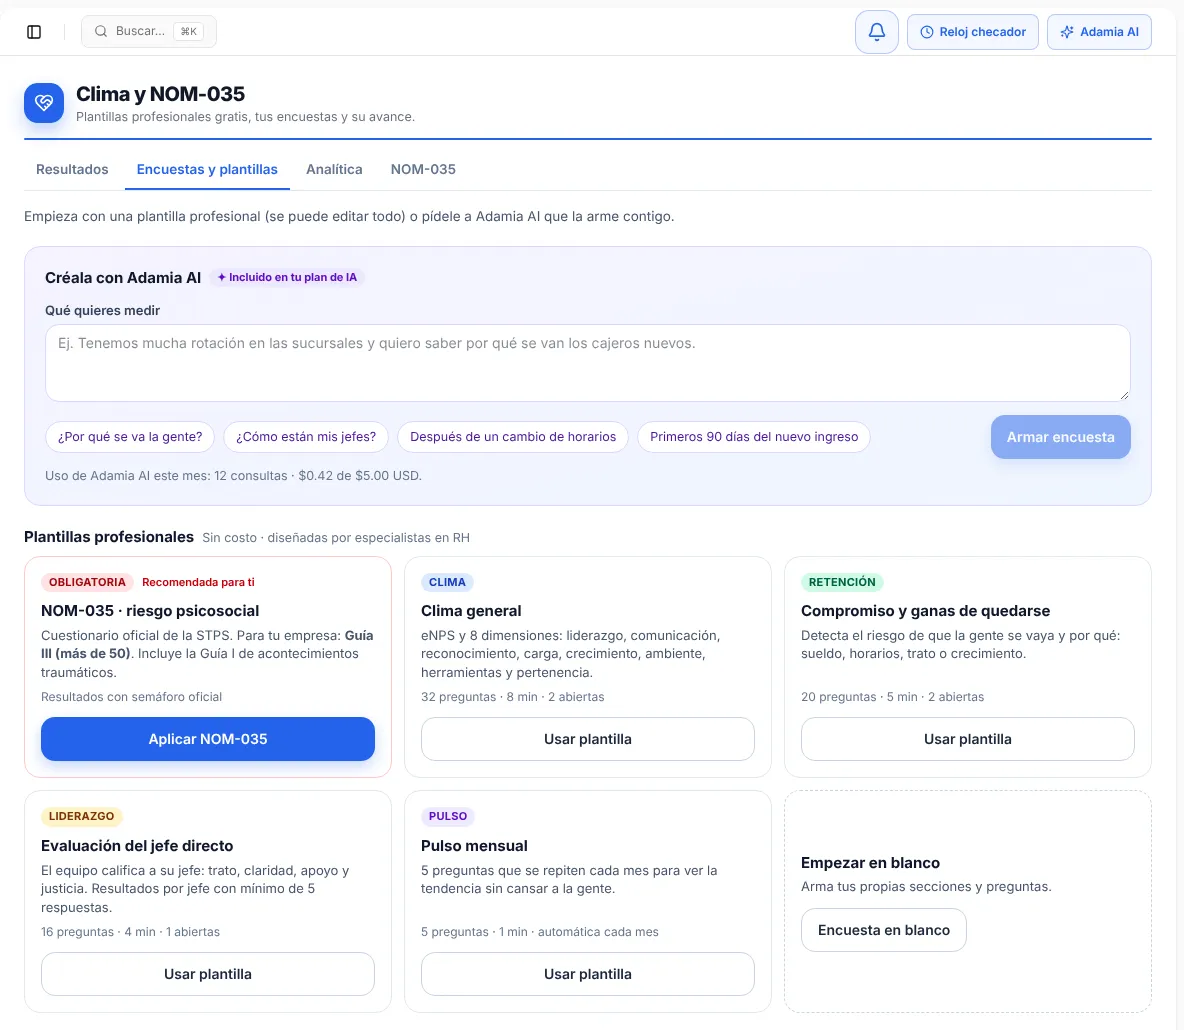 Buscar... ⌘K
Reloj checador
Adamia AI
Clima y NOM-035
Plantillas profesionales gratis, tus encuestas y su avance.
Resultados
Encuestas y plantillas
Analítica
NOM-035
Empieza con una plantilla profesional (se puede editar todo) o pídele a Adamia AI que la arme contigo.
Créala con Adamia AI
✦ Incluido en tu plan de IA
Qué quieres medir
Ej. Tenemos mucha rotación en las sucursales y quiero saber por qué se van los cajeros nuevos.
¿Por qué se va la gente?
¿Cómo están mis jefes?
Después de un cambio de horarios
Primeros 90 días del nuevo ingreso
Armar encuesta
Uso de Adamia AI este mes: 12 consultas · $0.42 de $5.00 USD.
Plantillas profesionales
Sin costo · diseñadas por especialistas en RH
OBLIGATORIA
Recomendada para ti
NOM-035 · riesgo psicosocial
Cuestionario oficial de la STPS. Para tu empresa: Guía
III (más de 50). Incluye la Guía I de acontecimientos
traumáticos.
Resultados con semáforo oficial
Aplicar NOM-035
CLIMA
Clima general
eNPS y 8 dimensiones: liderazgo, comunicación,
reconocimiento, carga, crecimiento, ambiente,
herramientas y pertenencia.
32 preguntas · 8 min · 2 abiertas
Usar plantilla
RETENCIÓN
Compromiso y ganas de quedarse
Detecta el riesgo de que la gente se vaya y por qué:
sueldo, horarios, trato o crecimiento.
20 preguntas · 5 min · 2 abiertas
Usar plantilla
LIDERAZGO
Evaluación del jefe directo
El equipo califica a su jefe: trato, claridad, apoyo y
justicia. Resultados por jefe con mínimo de 5
respuestas.
16 preguntas · 4 min · 1 abiertas
Usar plantilla
PULSO
Pulso mensual
5 preguntas que se repiten cada mes para ver la
tendencia sin cansar a la gente.
5 preguntas · 1 min · automática cada mes
Usar plantilla
Empezar en blanco
Arma tus propias secciones y preguntas.
Encuesta en blanco